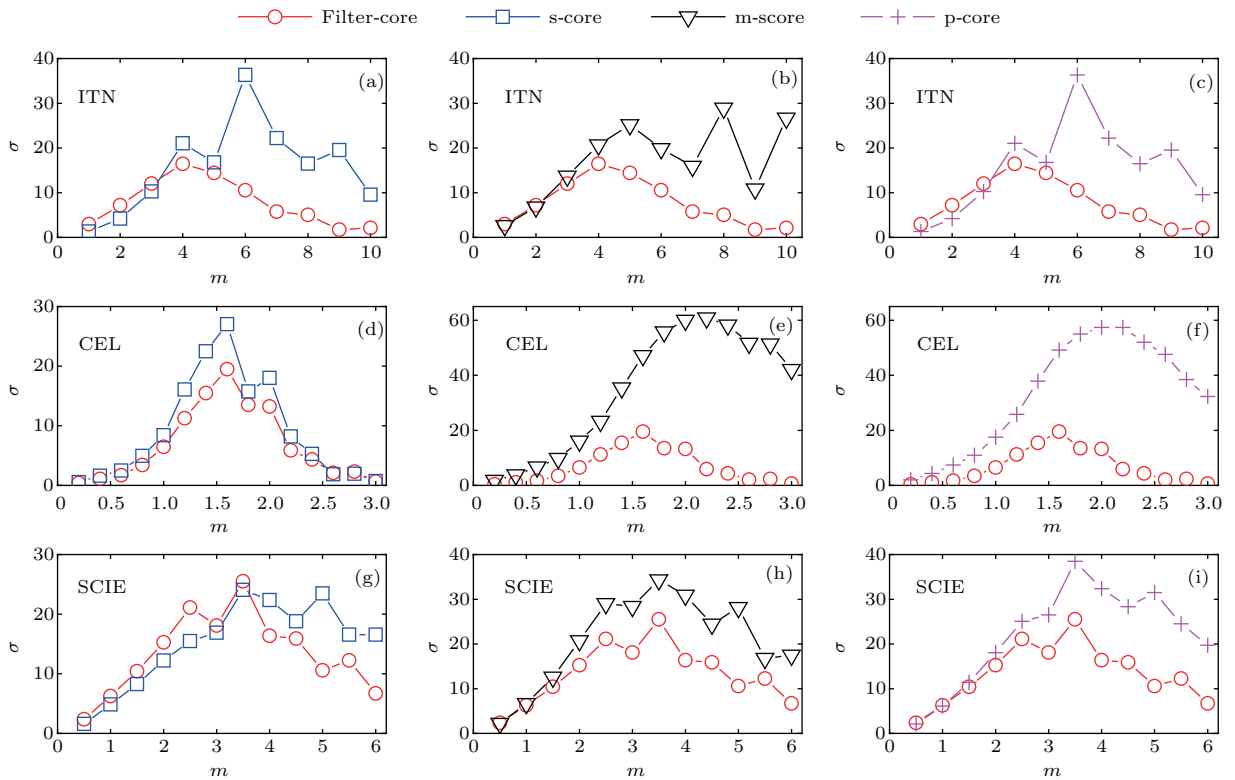 Filter-core s-core m-score p-core
40 40 40
(a) (b) (c)
ITN ITN ITN
30 30 30
σ 20 σ 20 σ 20
10 10 10
0 0 0
0 2 4 6 8 10 0 2 4 6 8 10 0 2 4 6 8 10
m m m
30 60 60
(d) (e) (f)
CEL CEL CEL
20 40 40
σ σ σ
10 20 20
0 0 0
0 0.5 1.0 1.5 2.0 2.5 3.0 0 0.5 1.0 1.5 2.0 2.5 3.0 0 0.5 1.0 1.5 2.0 2.5 3.0
m m m
30 40 40
(g) (h) (i)
SCIE SCIE SCIE
20 30 30
σ σ 20 σ 20
10 10 10
0 0 0
0 1 2 3 4 5 6 0 1 2 3 4 5 6 0 1 2 3 4 5 6
m m m